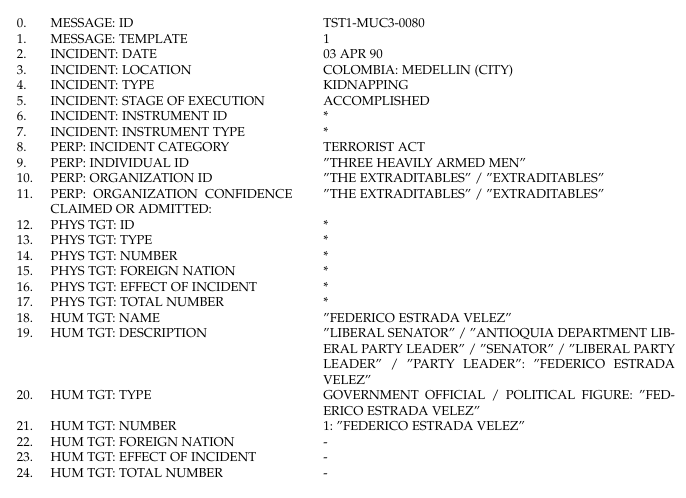 0. MESSAGE: ID TST1-MUC3-0080
1. MESSAGE: TEMPLATE 1
2. INCIDENT: DATE 03 APR 90
3. INCIDENT: LOCATION COLOMBIA: MEDELLIN (CITY)
4. INCIDENT: TYPE KIDNAPPING
5. INCIDENT: STAGE OF EXECUTION ACCOMPLISHED
6. INCIDENT: INSTRUMENT ID *
7. INCIDENT: INSTRUMENT TYPE *
8. PERP: INCIDENT CATEGORY TERRORIST ACT
9. PERP: INDIVIDUAL ID ”THREE HEAVILY ARMED MEN”
10. PERP: ORGANIZATION ID ”THE EXTRADITABLES” / ”EXTRADITABLES”
11. PERP: ORGANIZATION CONFIDENCE ”THE EXTRADITABLES” / ”EXTRADITABLES”
CLAIMED OR ADMITTED:
12. PHYS TGT: ID *
13. PHYS TGT: TYPE *
14. PHYS TGT: NUMBER *
15. PHYS TGT: FOREIGN NATION *
16. PHYS TGT: EFFECT OF INCIDENT *
17. PHYS TGT: TOTAL NUMBER *
18. HUM TGT: NAME ”FEDERICO ESTRADA VELEZ”
19. HUM TGT: DESCRIPTION ”LIBERAL SENATOR” / ”ANTIOQUIA DEPARTMENT LIB-
ERAL PARTY LEADER” / ”SENATOR” / ”LIBERAL PARTY
LEADER” / ”PARTY LEADER”: ”FEDERICO ESTRADA
VELEZ”
20. HUM TGT: TYPE GOVERNMENT OFFICIAL / POLITICAL FIGURE: ”FED-
ERICO ESTRADA VELEZ”
21. HUM TGT: NUMBER 1: ”FEDERICO ESTRADA VELEZ”
22. HUM TGT: FOREIGN NATION -
23. HUM TGT: EFFECT OF INCIDENT -
24. HUM TGT: TOTAL NUMBER -